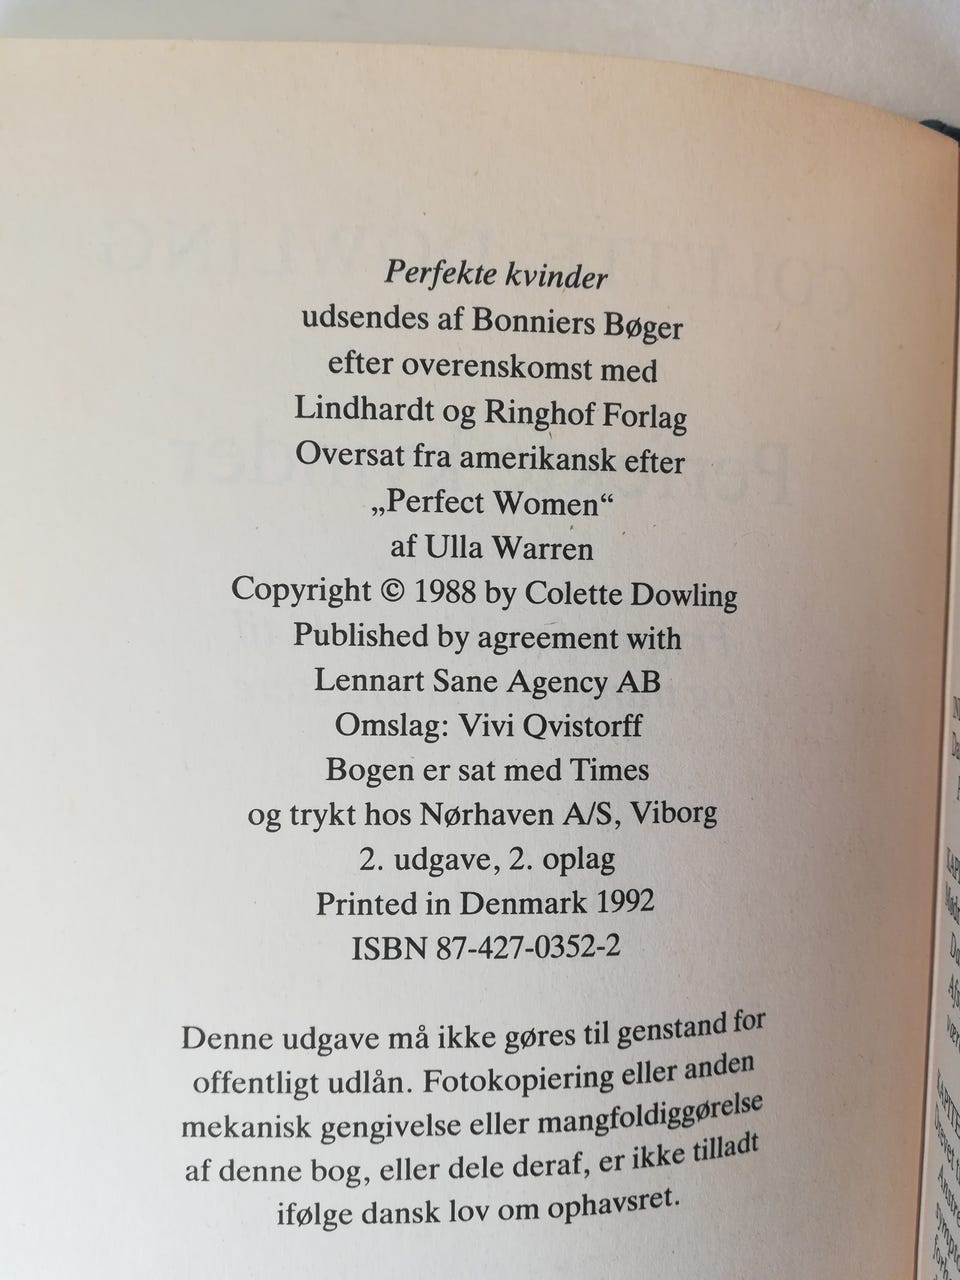 Perfekte kvinder
udsendes af Bonniers Bøger
efter overenskomst med
Lindhardt og Ringhof Forlag
Oversat fra amerikansk efter
„Perfect Women“
af Ulla Warren
Copyright © 1988 by Colette Dowling
Published by agreement with
Lennart Sane Agency AB
Omslag: Vivi Qvistorff
Bogen er sat med Times
og trykt hos Nørhaven A/S, Viborg
2. udgave, 2. oplag
Printed in Denmark 1992
ISBN 87-427-0352-2
Denne udgave må ikke gøres til genstand for
offentligt udlån. Fotokopiering eller anden
mekanisk gengivelse eller mangfoldiggørelse
af denne bog, eller dele deraf, er ikke tilladt
ifølge dansk lov om ophavsret.